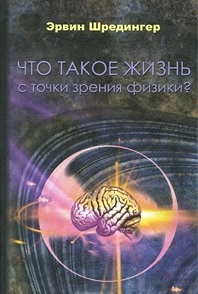 Эрвин Шредингер
ЧТО ТАКОЕ ЖИЗНЬ
с точки зрения физики?